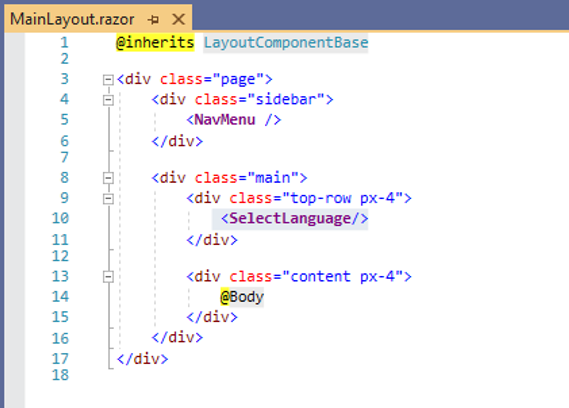 MainLayout.razor
1 @inherits LayoutComponentBase
2
3 <div class="page">
4     <div class="sidebar">
5         <NavMenu />
6     </div>
7
8     <div class="main">
9         <div class="top-row px-4">
10             <SelectLanguage/>
11         </div>
12
13         <div class="content px-4">
14             @Body
15         </div>
16     </div>
17 </div>
18